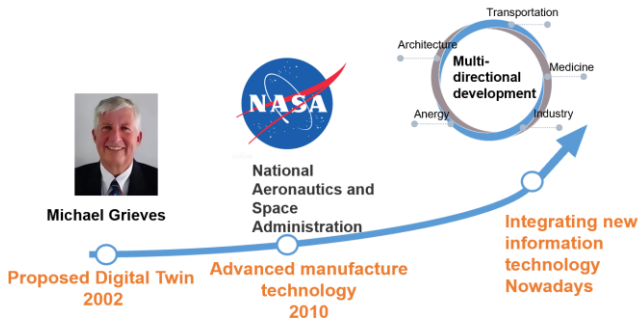 Transportation
Architecture
Multi-
directional
development
Medicine
Anergy
Industry
NASA
National
Aeronautics and
Space
Administration
Michael Grieves
Proposed Digital Twin
2002
Advanced manufacture
technology
2010
Integrating new
information
technology
Nowadays